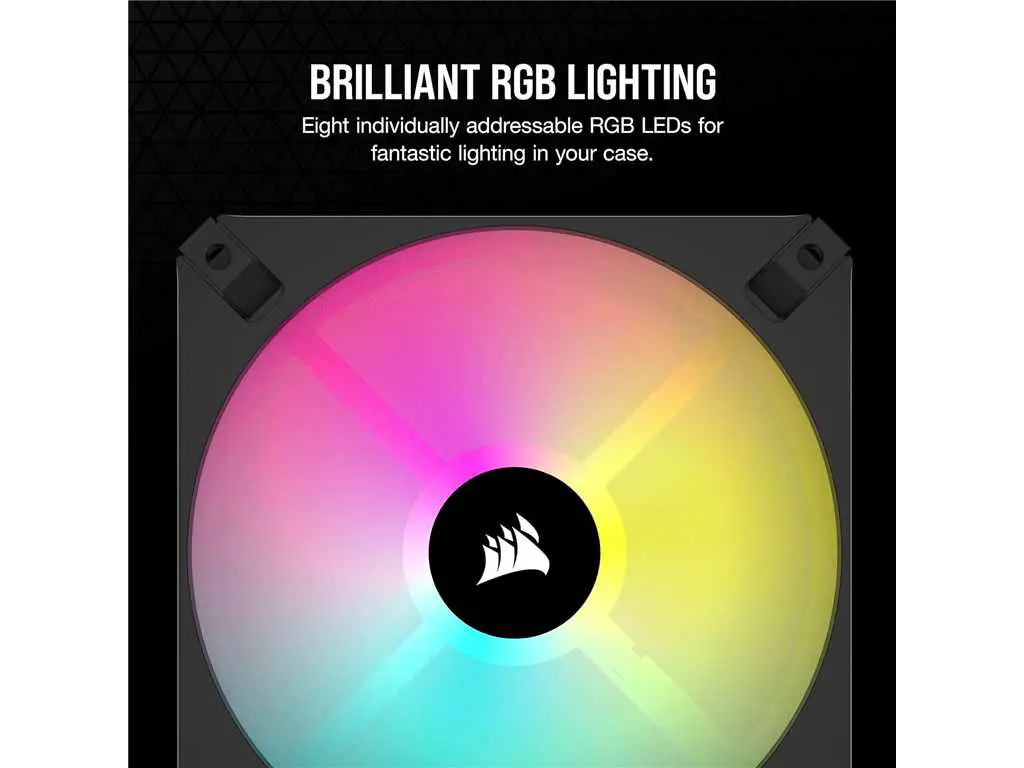 BRILLIANT RGB LIGHTING
Eight individually addressable RGB LEDs for
fantastic lighting in your case.